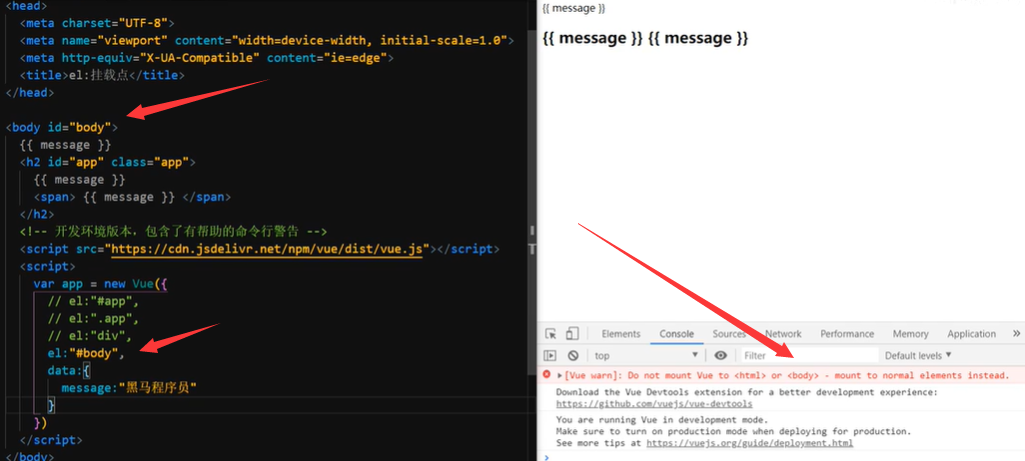 <head>
<meta charset="UTF-8">
<meta name="viewport" content="width=device-width, initial-scale=1.0">
<meta http-equiv="X-UA-Compatible" content="ie=edge">
<title>el:挂载点</title>
</head>
<body id="body">
{{ message }}
<h2 id="app" class="app">
{{ message }}
<span> {{ message }} </span>
</h2>
<!-- 开发环境版本，包含了有帮助的命令行警告 -->
<script src="https://cdn.jsdelivr.net/npm/vue/dist/vue.js"></script>
<script>
var app = new Vue({
// el:"#app",
// el:".app",
// el:"div",
el:"#body",
data:{
message:"黑马程序员"
}
})
</script>
</body>
{{ message }}
{{ message }} {{ message }}
Elements Console Sources Network Performance Memory Application »
top ▼ Filter Default levels ▼
[Vue warn]: Do not mount Vue to <html> or <body> - mount to normal elements instead.
Download the Vue Devtools extension for a better development experience:
https://github.com/vuejs/vue-devtools
You are running Vue in development mode.
Make sure to turn on production mode when deploying for production.
See more tips at https://vuejs.org/guide/deployment.html